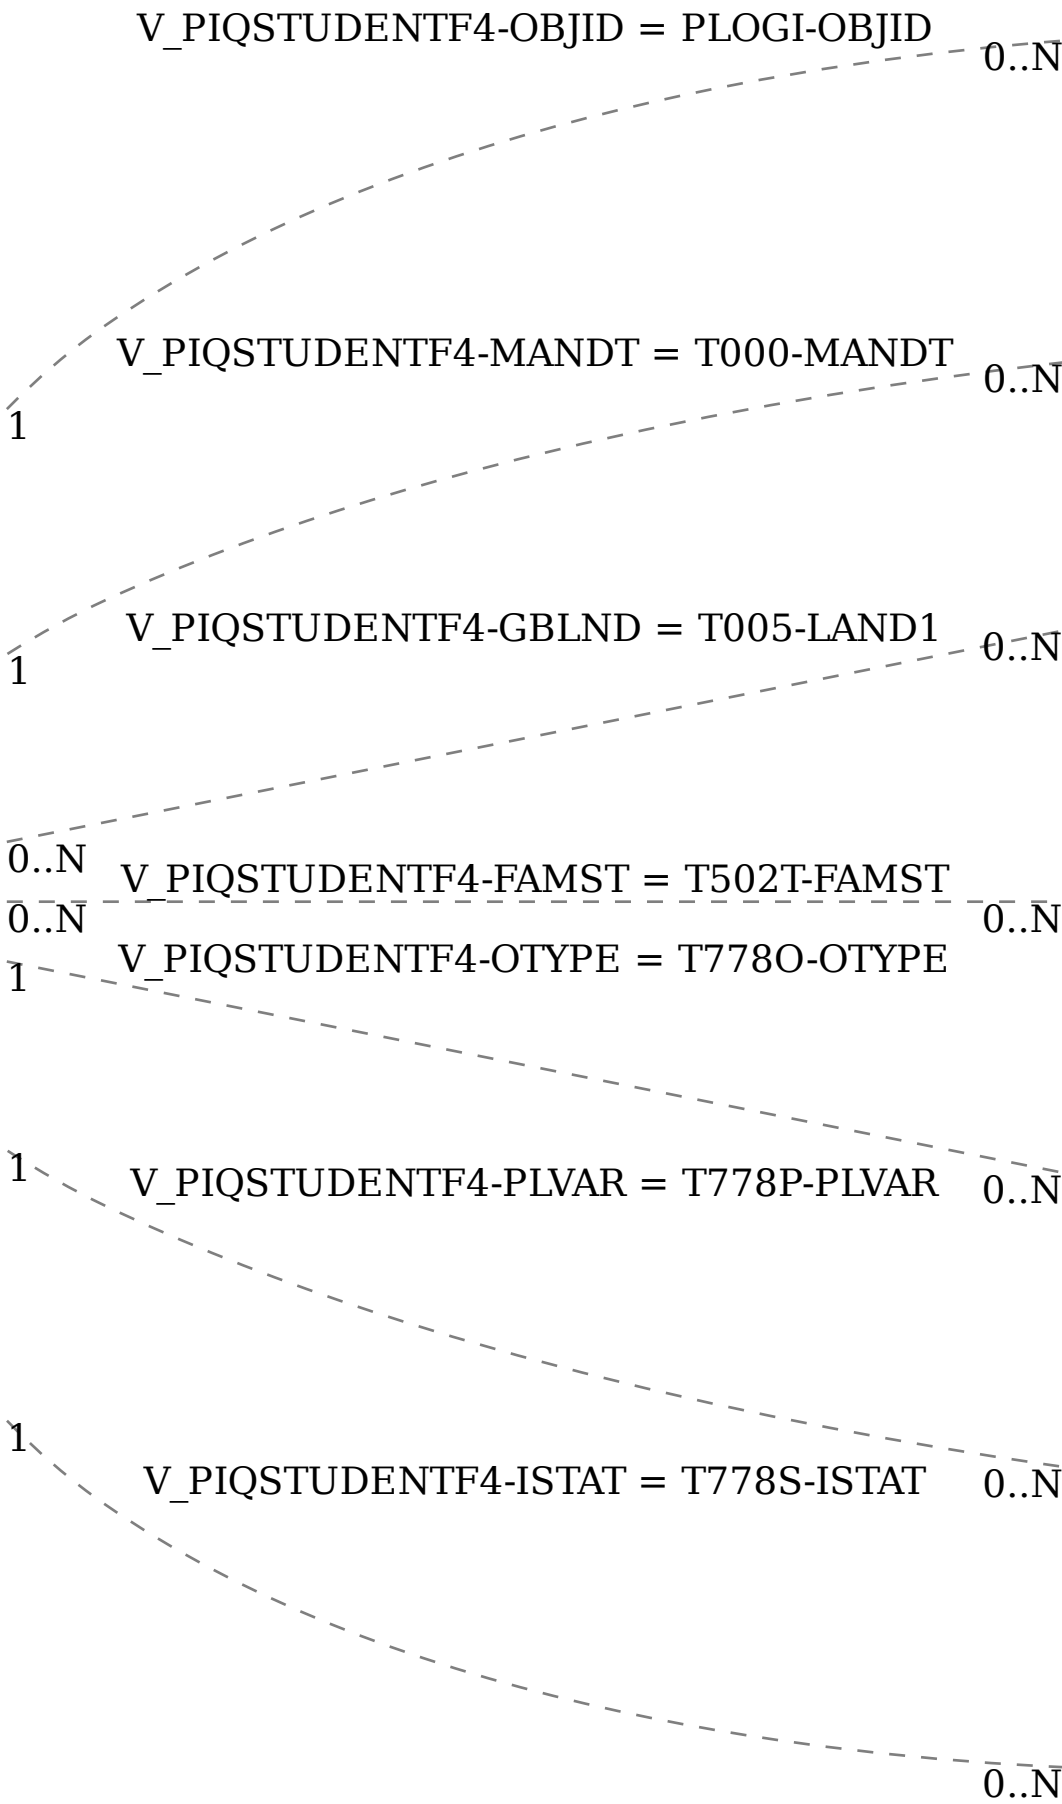 V_PIQSTUDENTF4-OBJID = PLOGI-OBJID
0..N
V_PIQSTUDENTF4-MANDT = T000-MANDT
0..N
1
V_PIQSTUDENTF4-GBLND = T005-LAND1
0..N
1
0..N
V_PIQSTUDENTF4-FAMST = T502T-FAMST
0..N
0..N
V_PIQSTUDENTF4-OTYPE = T778O-OTYPE
1
1
V_PIQSTUDENTF4-PLVAR = T778P-PLVAR
0..N
1
V_PIQSTUDENTF4-ISTAT = T778S-ISTAT
0..N
0..N